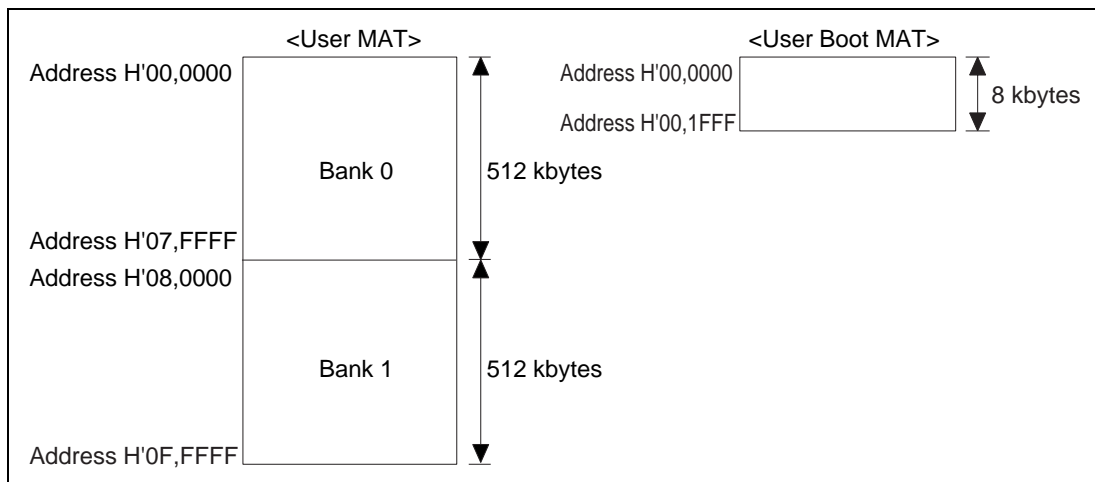 <User MAT>
Address H'00,0000
Bank 0
512 kbytes
Address H'07,FFFF
Address H'08,0000
Bank 1
512 kbytes
Address H'0F,FFFF
<User Boot MAT>
Address H'00,0000
8 kbytes
Address H'00,1FFF